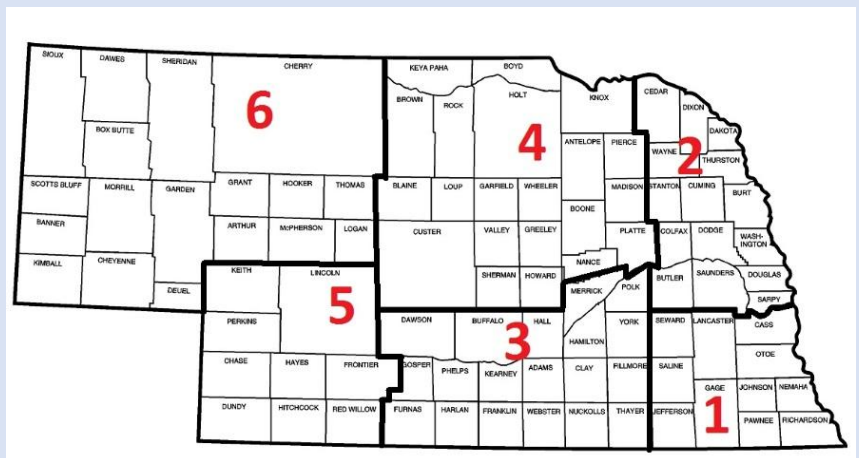 SIOUX
DAWES
SHERIDAN
CHERRY
KEYA PAHA
BOYD
BROWN
ROCK
HOLT
KNOX
CEDAR
DIXON
DAKOTA
6
4
2
BOX BUTTE
ANTELOPE
PIERCE
WAYNE
THURSTON
SCOTTS BLUFF
MORRILL
GARDEN
GRANT
HOOKER
THOMAS
BLAINE
LOUP
GARFIELD
WHEELER
MADISON
STANTON
CUMING
BURT
BOONE
BANNER
ARTHUR
McPHERSON
LOGAN
CUSTER
VALLEY
GREELEY
PLATTE
COLFAX
DODGE
WASH-
INGTON
KIMBALL
CHEYENNE
DEUEL
NANCE
KEITH
LINCOLN
SHERMAN
HOWARD
MERRICK
POLK
BUTLER
SAUNDERS
DOUGLAS
SARPY
5
3
PERKINS
DAWSON
BUFFALO
HALL
HAMILTON
YORK
SEWARD
LANCASTER
CASS
OTOE
CHASE
HAYES
FRONTIER
GOSPER
PHELPS
KEARNEY
ADAMS
CLAY
FILLMORE
SALINE
GAGE
JOHNSON
NEMAHA
1
DUNDY
HITCHCOCK
RED WILLOW
FURNAS
HARLAN
FRANKLIN
WEBSTER
NUCKOLLS
THAYER
JEFFERSON
PAWNEE
RICHARDSON